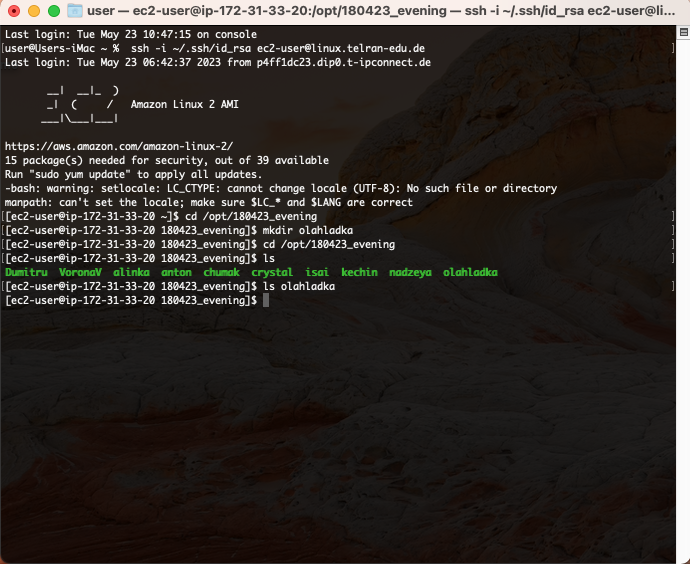 user — ec2-user@ip-172-31-33-20:/opt/180423_evening — ssh -i ~/.ssh/id_rsa ec2-user@li...
Last login: Tue May 23 10:47:15 on console
[user@Users-iMac ~ %  ssh -i ~/.ssh/id_rsa ec2-user@linux.telran-edu.de ]
Last login: Tue May 23 06:42:37 2023 from p4ff1dc23.dip0.t-ipconnect.de
       __|  __|_  )
       _|  (     /   Amazon Linux 2 AMI
      ___|\___|___|
https://aws.amazon.com/amazon-linux-2/
15 package(s) needed for security, out of 39 available
Run "sudo yum update" to apply all updates.
-bash: warning: setlocale: LC_CTYPE: cannot change locale (UTF-8): No such file or directory
manpath: can't set the locale; make sure $LC_* and $LANG are correct
[[ec2-user@ip-172-31-33-20 ~]$ cd /opt/180423_evening ]
[[ec2-user@ip-172-31-33-20 180423_evening]$ mkdir olahladka ]
[[ec2-user@ip-172-31-33-20 180423_evening]$ cd /opt/180423_evening ]
[[ec2-user@ip-172-31-33-20 180423_evening]$ ls ]
Dumitru  VoronaV  alinka  anton  chumak  crystal  isai  kechin  nadzeya  olahladka
[[ec2-user@ip-172-31-33-20 180423_evening]$ ls olahladka ]
[ec2-user@ip-172-31-33-20 180423_evening]$